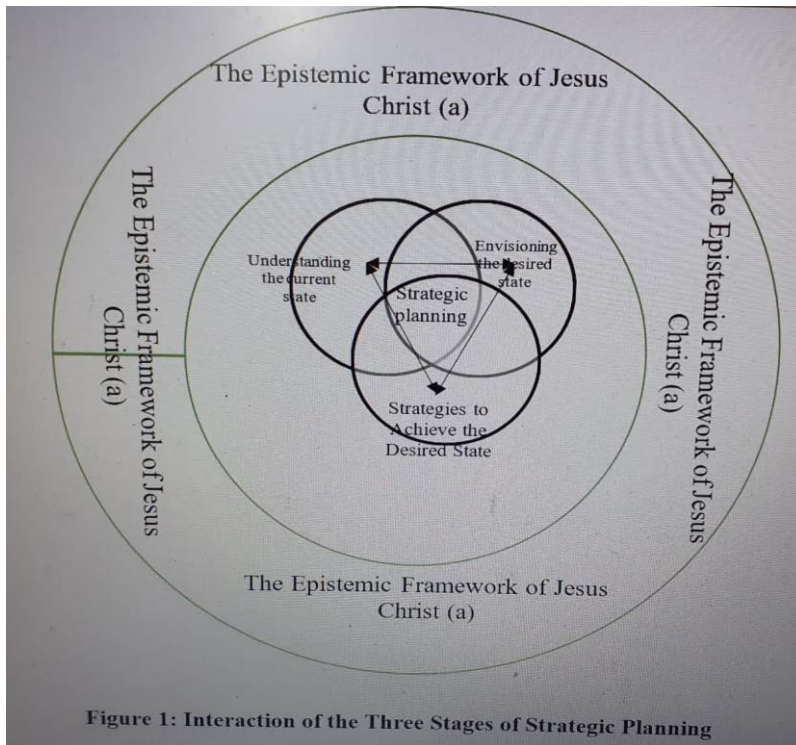 The Epistemic Framework of Jesus
Christ (a)
The Epistemic Framework of Jesus
Christ (a)
The Epistemic Framework of Jesus
Christ (a)
Understanding
the current
state
Envisioning
the desired
state
Strategic
planning
Strategies to
Achieve the
Desired State
The Epistemic Framework of Jesus
Christ (a)
Figure 1: Interaction of the Three Stages of Strategic Planning